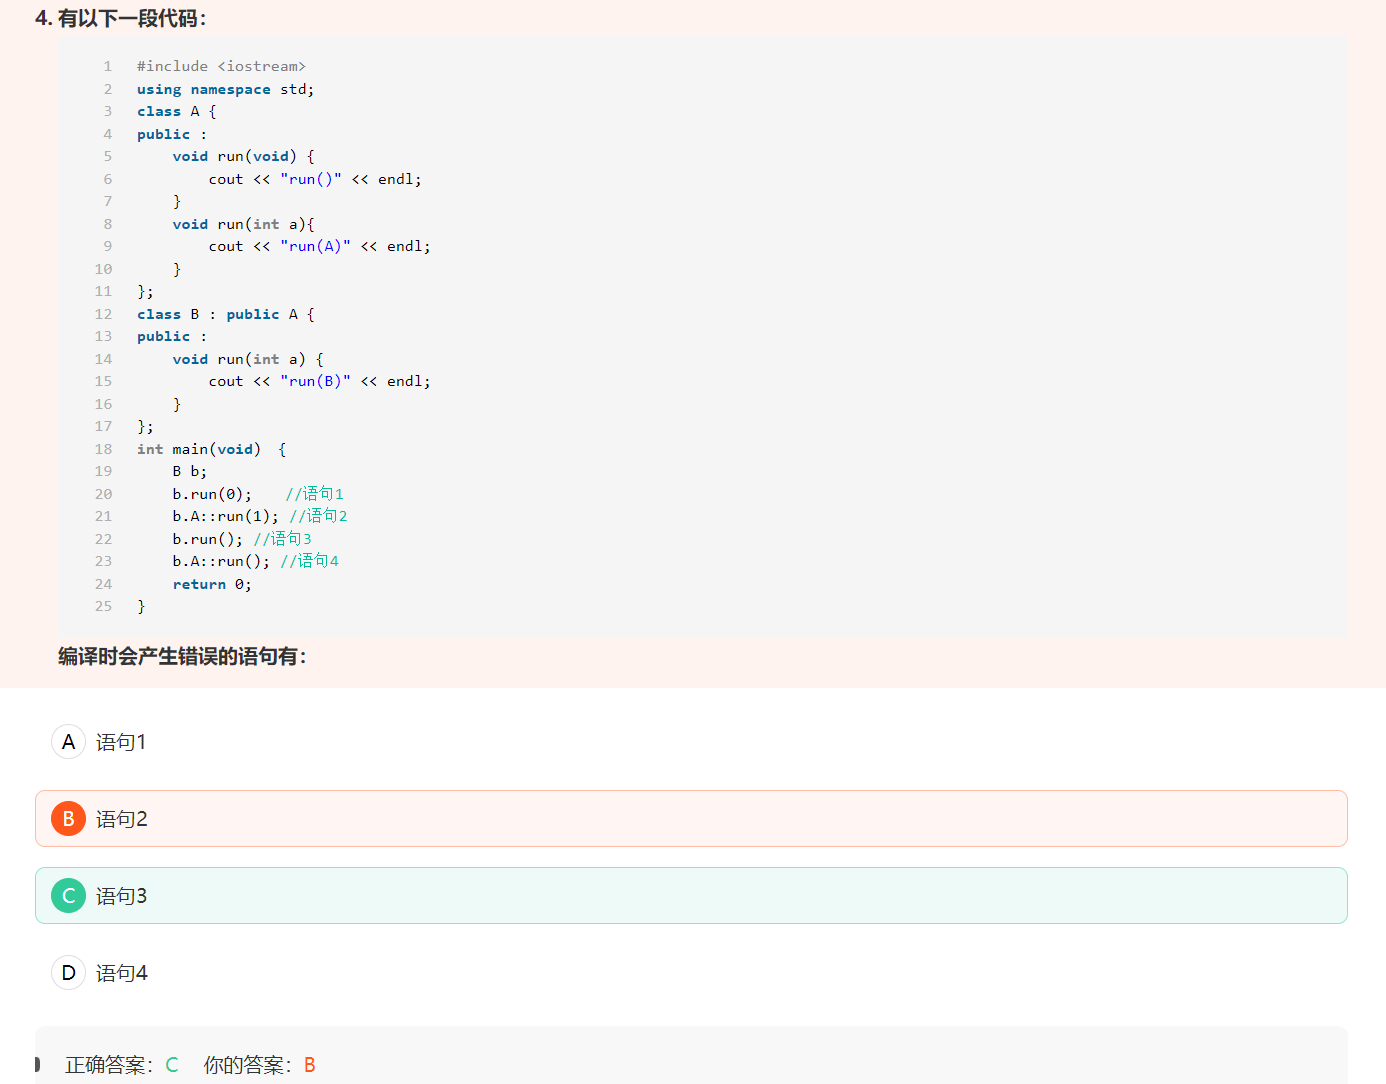 4. 有以下一段代码：
1 #include <iostream>
2 using namespace std;
3 class A {
4 public :
5     void run(void) {
6         cout << "run()" << endl;
7     }
8     void run(int a){
9         cout << "run(A)" << endl;
10     }
11 };
12 class B : public A {
13 public :
14     void run(int a) {
15         cout << "run(B)" << endl;
16     }
17 };
18 int main(void)  {
19     B b;
20     b.run(0);    //语句1
21     b.A::run(1); //语句2
22     b.run(); //语句3
23     b.A::run(); //语句4
24     return 0;
25 }
编译时会产生错误的语句有：
A 语句1
B 语句2
C 语句3
D 语句4
正确答案：C 你的答案：B